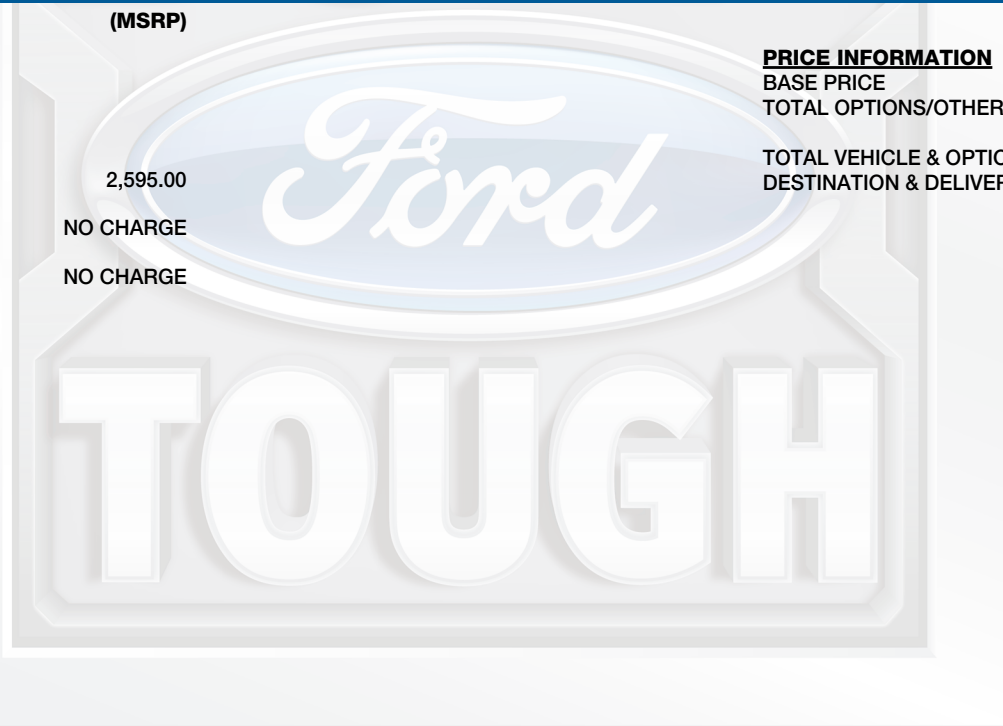 (MSRP)
2,595.00
NO CHARGE
NO CHARGE
PRICE INFORMATION
BASE PRICE
TOTAL OPTIONS/OTHER
TOTAL VEHICLE & OPTIO
DESTINATION & DELIVER
Ford
TOUGH